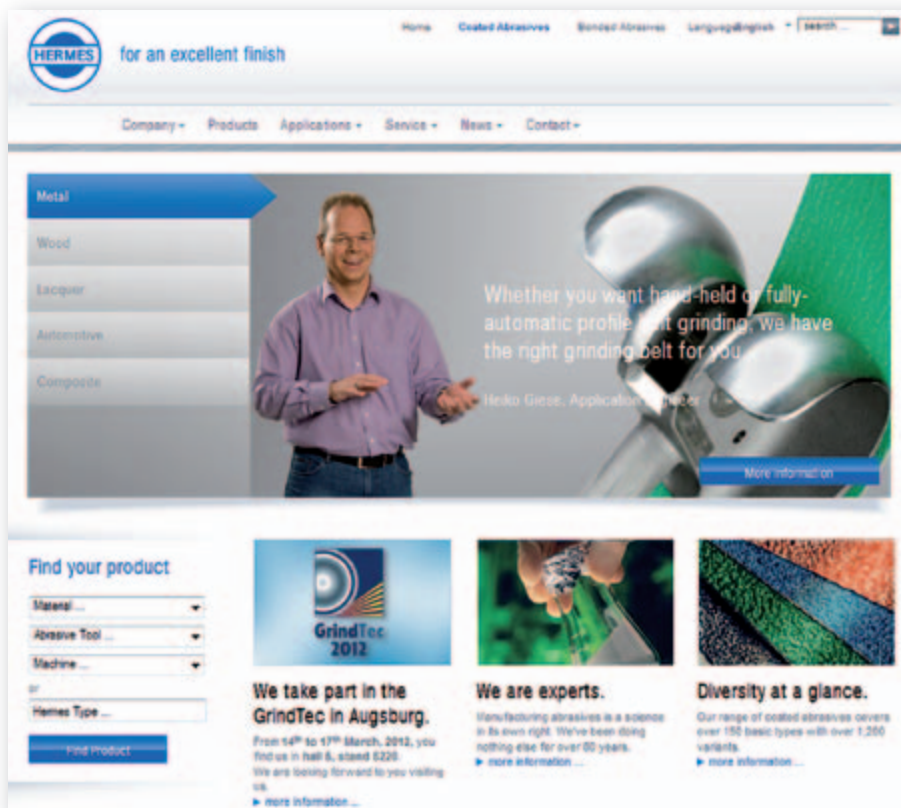 Home Coated Abrasives Bonded Abrasives Language English search ...
HERMES for an excellent finish
Company Products Applications Service News Contact
Metal
Wood
Lacquer
Automotive
Composite
Whether you want hand-held or fully-
automatic profile belt grinding, we have
the right grinding belt for you
Heiko Giese, Application Engineer
More information
Find your product
Material ...
Abrasive Tool ...
Machine ...
or
Hermes Type ...
Find Product
GrindTec
2012
We take part in the
GrindTec in Augsburg.
From 14th to 17th March, 2012, you
find us in hall 5, stand 5220.
We are looking forward to you visiting
us.
more information ...
We are experts.
Manufacturing abrasives is a science
in its own right. We've been doing
nothing else for over 80 years.
more information ...
Diversity at a glance.
Our range of coated abrasives covers
over 150 basic types with over 1,200
variants.
more information ...